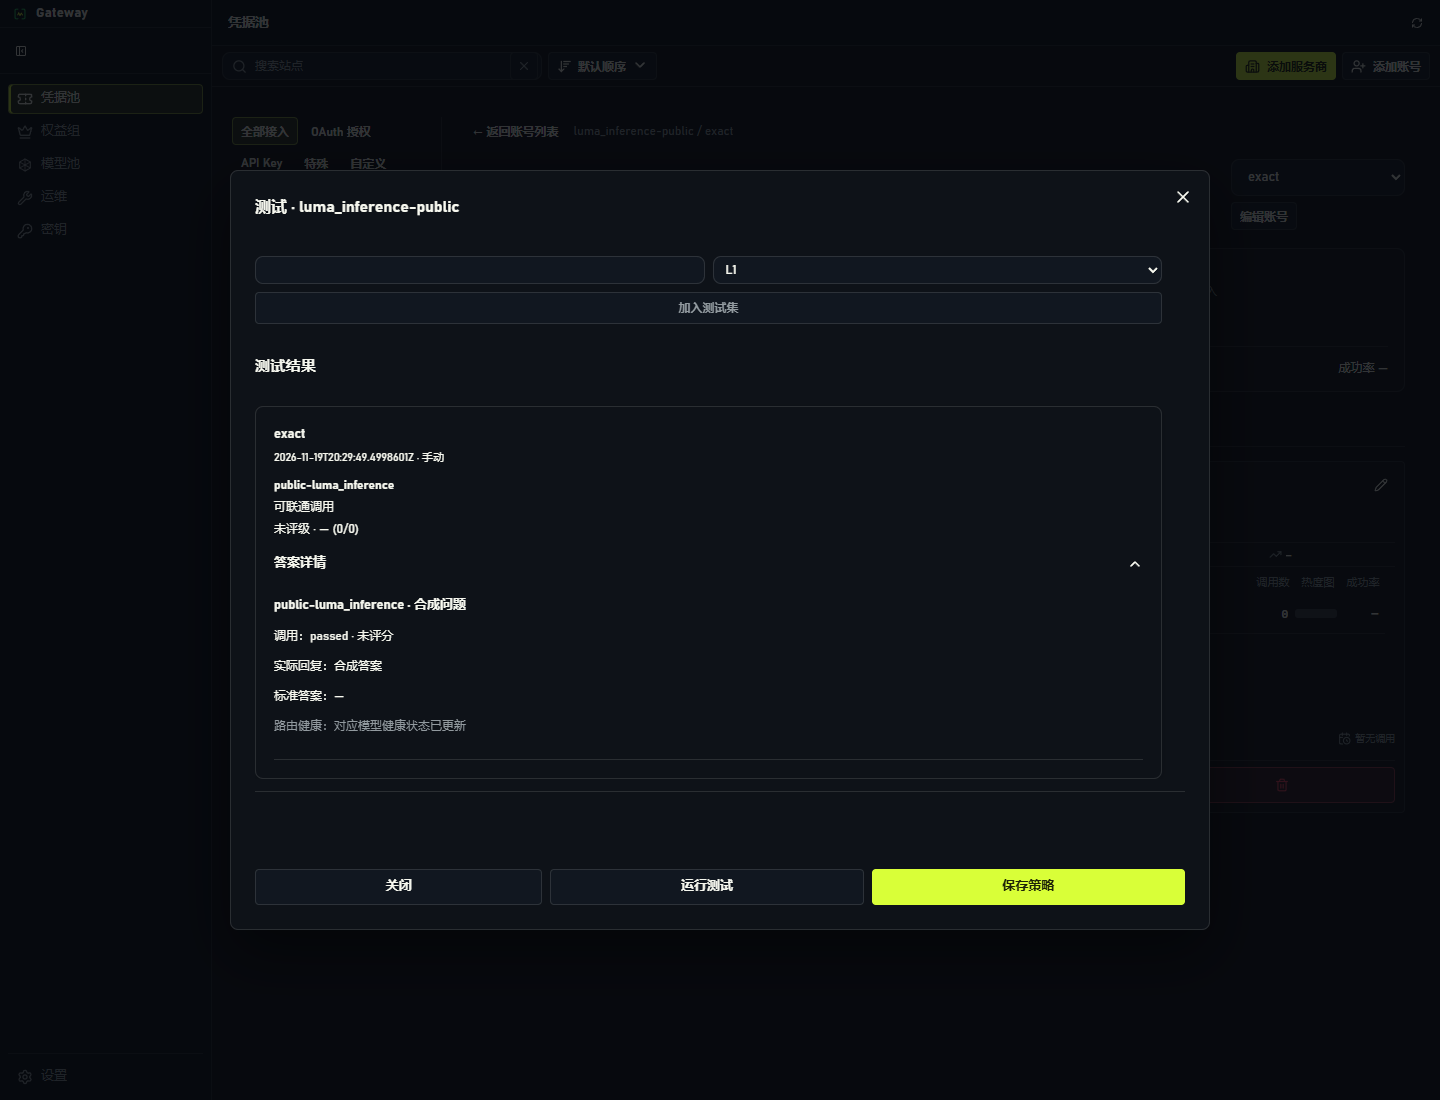 Gateway
凭据池
权益组
模型池
运维
密钥
设置
凭据池
搜索站点
默认顺序
添加服务商
添加账号
全部接入
OAuth 授权
API Key
特殊
自定义
← 返回账号列表
luma_inference-public / exact
exact
编辑账号
成功率 —
调用数
热度图
成功率
0
—
暂无调用
测试 · luma_inference-public
L1
加入测试集
测试结果
exact
2026-11-19T20:29:49.4998601Z · 手动
public-luma_inference
可联通调用
未评级 · — (0/0)
答案详情
public-luma_inference · 合成问题
调用：passed · 未评分
实际回复：合成答案
标准答案：—
路由健康：对应模型健康状态已更新
关闭
运行测试
保存策略